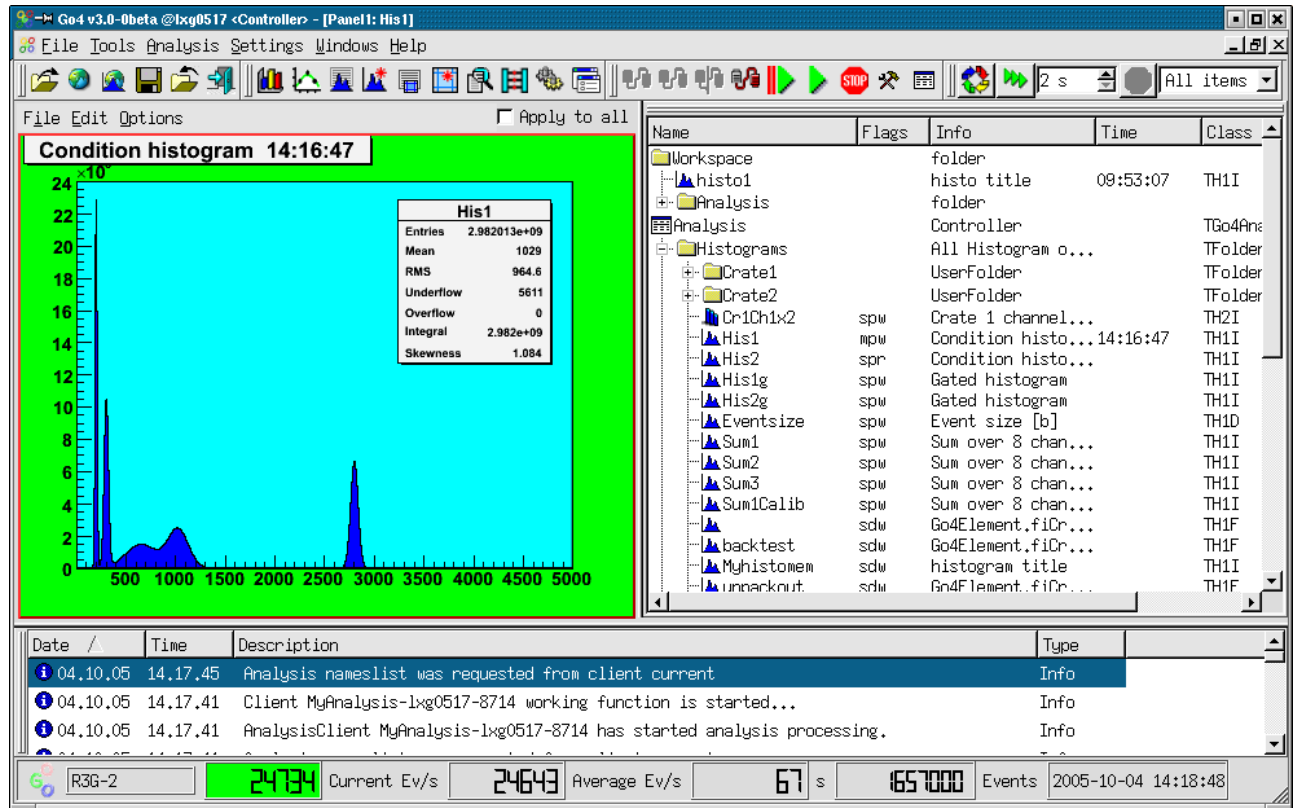 Go4 v3.0-0beta @lxg0517 <Controller> - [Panel1: His1]
File Tools Analysis Settings Windows Help
STOP 2 s All items
File Edit Options Apply to all
Condition histogram 14:16:47
24
22
20
18
16
14
12
10
8
6
4
2
0
500 1000 1500 2000 2500 3000 3500 4000 4500 5000
His1
Entries 2.982013e+09
Mean 1029
RMS 964.6
Underflow 5611
Overflow 0
Integral 2.982e+09
Skewness 1.084
Name Flags Info Time Class
Workspace folder
histo1 histo title 09:53:07 TH1I
Analysis folder
Analysis Controller TGo4Ana
Histograms All Histogram o... TFolder
Crate1 UserFolder TFolder
Crate2 UserFolder TFolder
Cr1Ch1x2 spw Crate 1 channel... TH2I
His1 mpw Condition histo... 14:16:47 TH1I
His2 spr Condition histo... TH1I
His1g spw Gated histogram TH1I
His2g spw Gated histogram TH1I
Eventsize spw Event size [b] TH1D
Sum1 spw Sum over 8 chan... TH1I
Sum2 spw Sum over 8 chan... TH1I
Sum3 spw Sum over 8 chan... TH1I
Sum1Calib spw Sum over 8 chan... TH1I
sdw Go4Element.fiCr... TH1F
backtest sdw Go4Element.fiCr... TH1F
Myhistomem sdw histogram title TH1I
unpackout sdw Go4Element.fiCr... TH1F
Date Time Description Type
04.10.05 14.17.45 Analysis nameslist was requested from client current Info
04.10.05 14.17.41 Client MyAnalysis-lxg0517-8714 working function is started... Info
04.10.05 14.17.41 AnalysisClient MyAnalysis-lxg0517-8714 has started analysis processing. Info
R3G-2 24734 Current Ev/s 24643 Average Ev/s 67 s 1657000 Events 2005-10-04 14:18:48